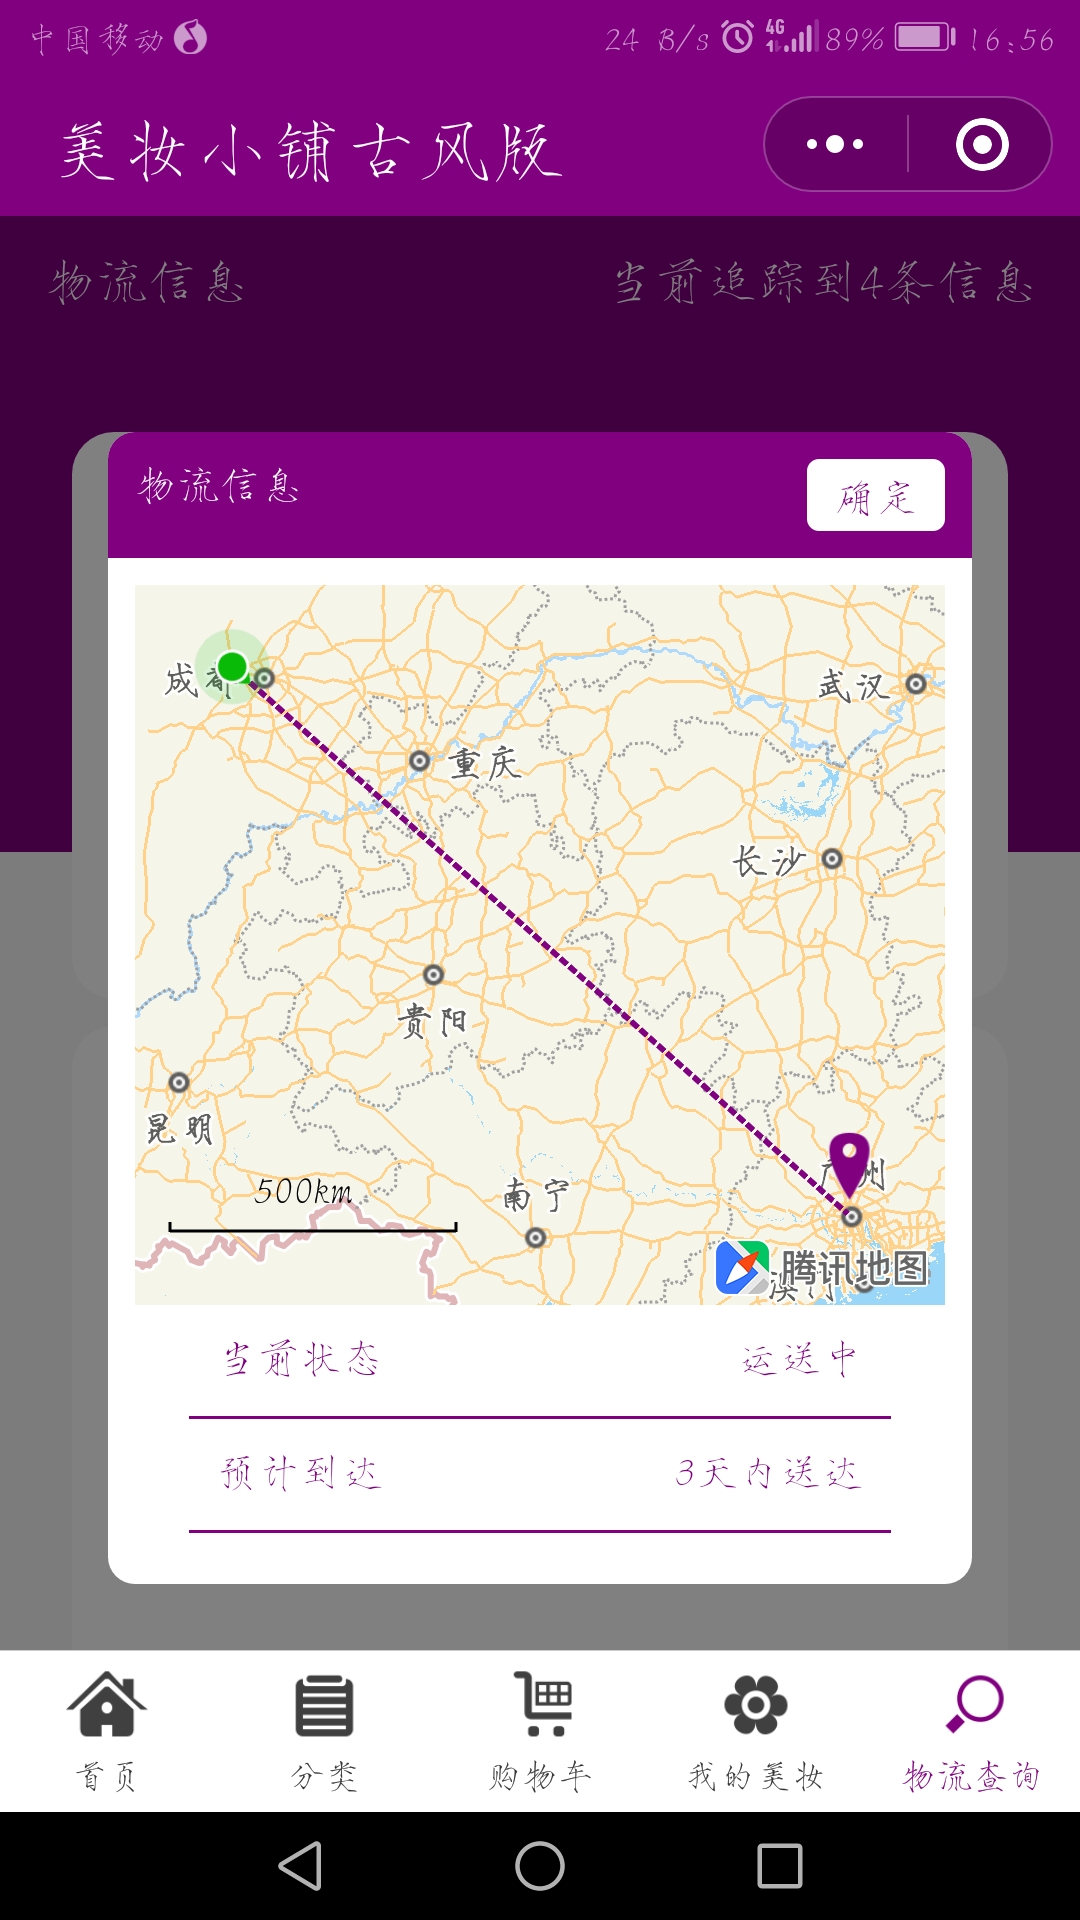 中国移动 24 B/s 4G 89% 16:56
美妆小铺古风版
物流信息 当前追踪到4条信息
物流信息 确定
成都
武汉
重庆
长沙
贵阳
昆明
广州
500km
南宁
腾讯地图
澳门
当前状态 运送中
预计到达 3天内送达
首页 分类 购物车 我的美妆 物流查询